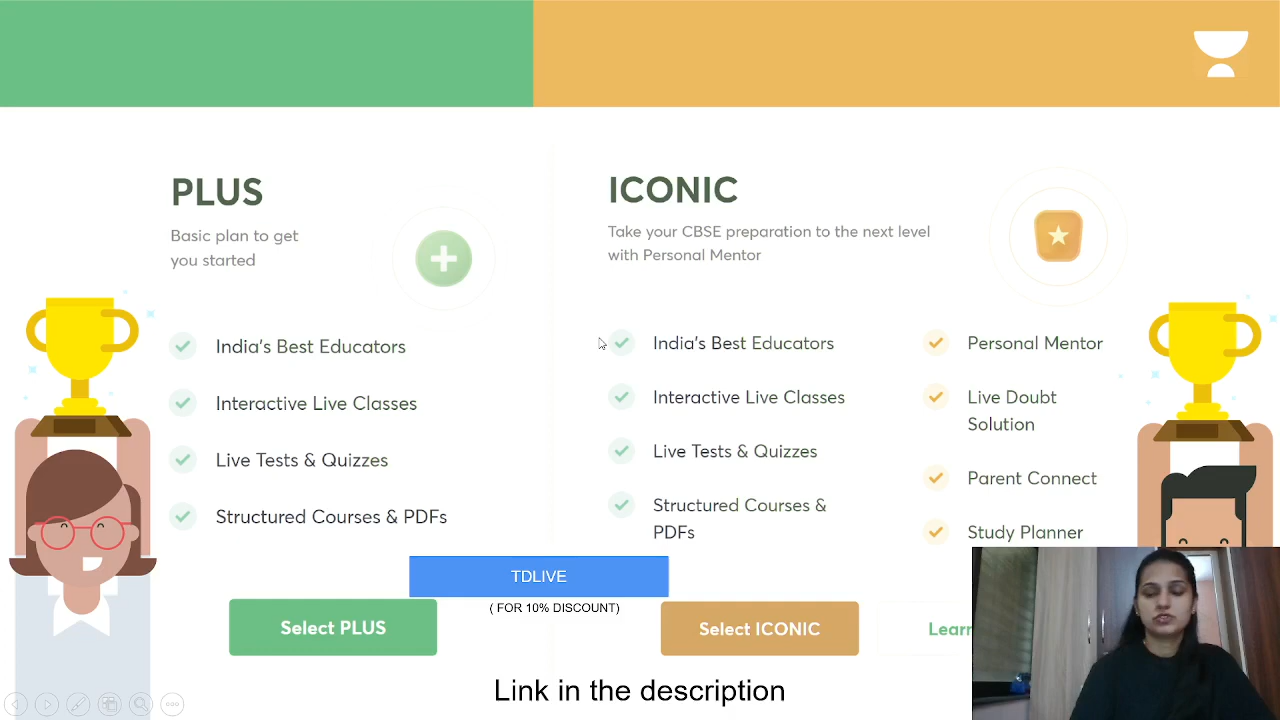 PLUS
Basic plan to get
you started
India's Best Educators
Interactive Live Classes
Live Tests & Quizzes
Structured Courses & PDFs
Select PLUS
ICONIC
Take your CBSE preparation to the next level
with Personal Mentor
India's Best Educators
Interactive Live Classes
Live Tests & Quizzes
Structured Courses &
PDFs
Personal Mentor
Live Doubt
Solution
Parent Connect
Study Planner
TDLIVE
( FOR 10% DISCOUNT)
Select ICONIC
Learn
Link in the description